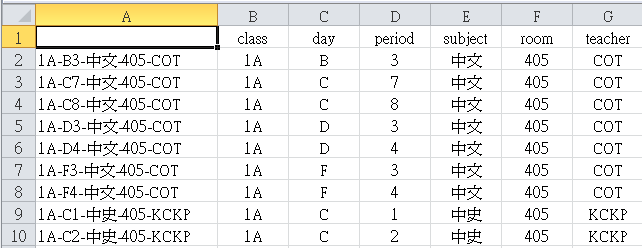 A B C D E F G
1 class day period subject room teacher
2 1A-B3-中文-405-COT 1A B 3 中文 405 COT
3 1A-C7-中文-405-COT 1A C 7 中文 405 COT
4 1A-C8-中文-405-COT 1A C 8 中文 405 COT
5 1A-D3-中文-405-COT 1A D 3 中文 405 COT
6 1A-D4-中文-405-COT 1A D 4 中文 405 COT
7 1A-F3-中文-405-COT 1A F 3 中文 405 COT
8 1A-F4-中文-405-COT 1A F 4 中文 405 COT
9 1A-C1-中史-405-KCKP 1A C 1 中史 405 KCKP
10 1A-C2-中史-405-KCKP 1A C 2 中史 405 KCKP